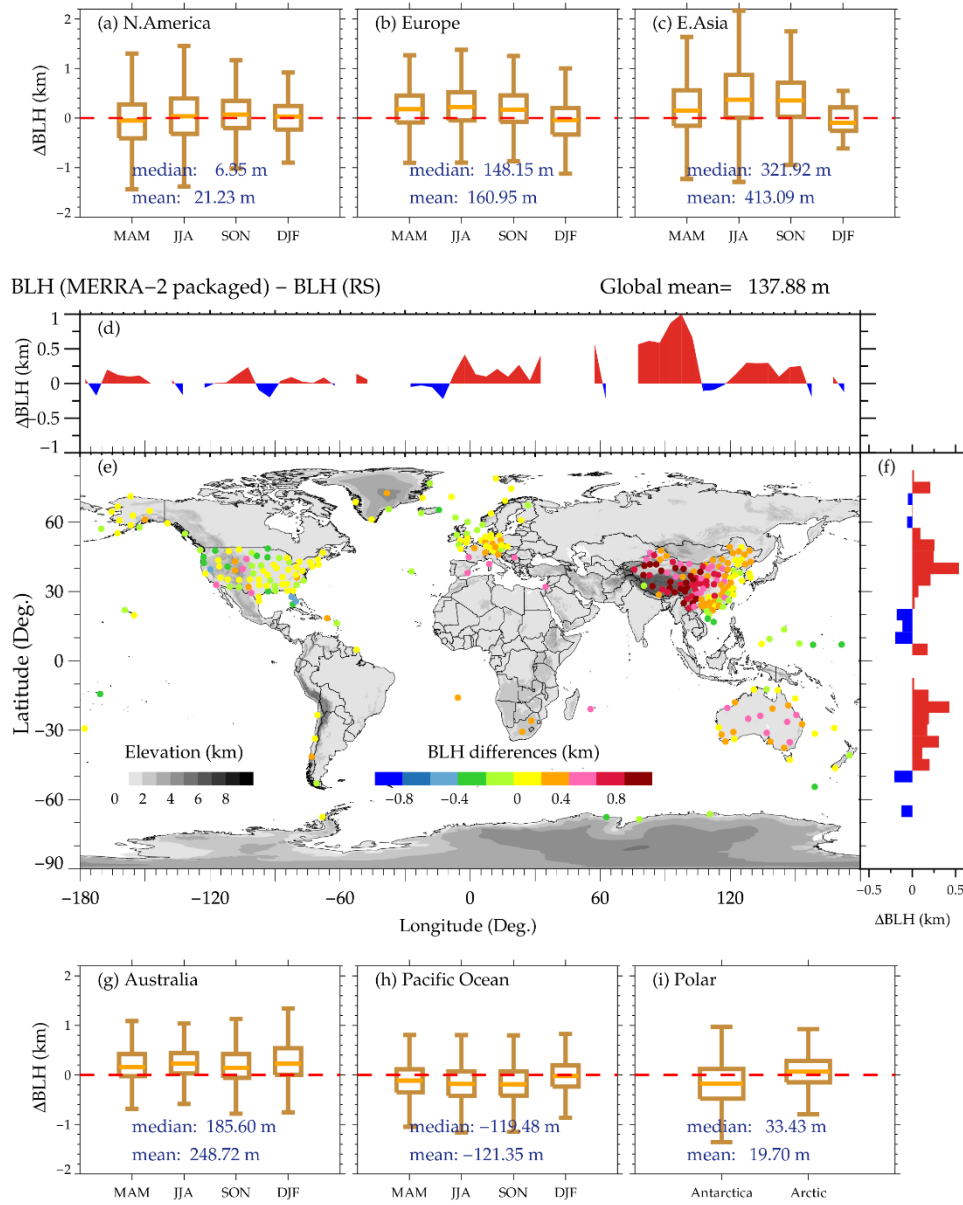 (a) N.America
(b) Europe
(c) E.Asia
ΔBLH (km)
2
1
0
−1
−2
median: 6.35 m
mean: 21.23 m
median: 148.15 m
mean: 160.95 m
median: 321.92 m
mean: 413.09 m
MAM JJA SON DJF
MAM JJA SON DJF
MAM JJA SON DJF
BLH (MERRA−2 packaged) − BLH (RS)
Global mean= 137.88 m
(d)
ΔBLH (km)
1
0.5
0
−0.5
−1
(e)
(f)
Latitude (Deg.)
60
30
0
−30
−60
−90
Elevation (km)
0 2 4 6 8
BLH differences (km)
−0.8 −0.4 0 0.4 0.8
−180 −120 −60 0 60 120
Longitude (Deg.)
−0.5 0 0.5
ΔBLH (km)
(g) Australia
(h) Pacific Ocean
(i) Polar
ΔBLH (km)
2
1
0
−1
−2
median: 185.60 m
mean: 248.72 m
median: −119.48 m
mean: −121.35 m
median: 33.43 m
mean: 19.70 m
MAM JJA SON DJF
MAM JJA SON DJF
Antarctica Arctic